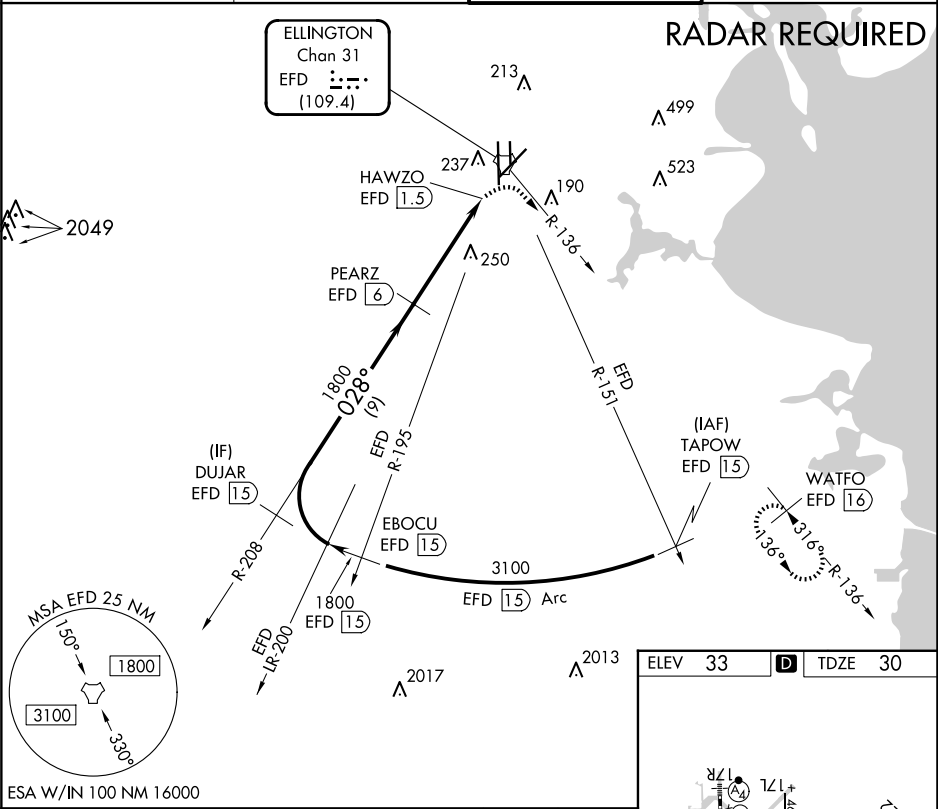 RADAR REQUIRED
ELLINGTON
Chan 31
EFD
(109.4)
213
499
237
523
HAWZO
EFD 1.5
190
R-136
2049
250
PEARZ
EFD 6
1800
028°
(9)
EFD
R-195
EFD
R-151
(IAF)
TAPOW
EFD 15
(IF)
DUJAR
EFD 15
WATFO
EFD 16
EBOCU
EFD 15
316°
136°
R-136
R-208
3100
EFD 15 Arc
1800
EFD 15
EFD
LR-200
MSA EFD 25 NM
150°
1800
3100
330°
2017
2013
ELEV 33 D TDZE 30
17R
17L
A4
ESA W/IN 100 NM 16000